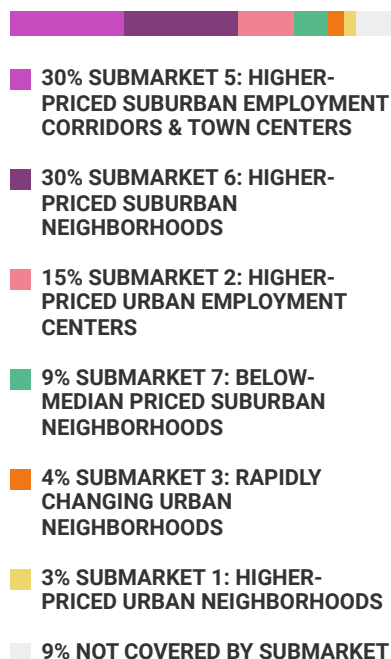 30% SUBMARKET 5: HIGHER-
PRICED SUBURBAN EMPLOYMENT
CORRIDORS & TOWN CENTERS
30% SUBMARKET 6: HIGHER-
PRICED SUBURBAN
NEIGHBORHOODS
15% SUBMARKET 2: HIGHER-
PRICED URBAN EMPLOYMENT
CENTERS
9% SUBMARKET 7: BELOW-
MEDIAN PRICED SUBURBAN
NEIGHBORHOODS
4% SUBMARKET 3: RAPIDLY
CHANGING URBAN
NEIGHBORHOODS
3% SUBMARKET 1: HIGHER-
PRICED URBAN NEIGHBORHOODS
9% NOT COVERED BY SUBMARKET